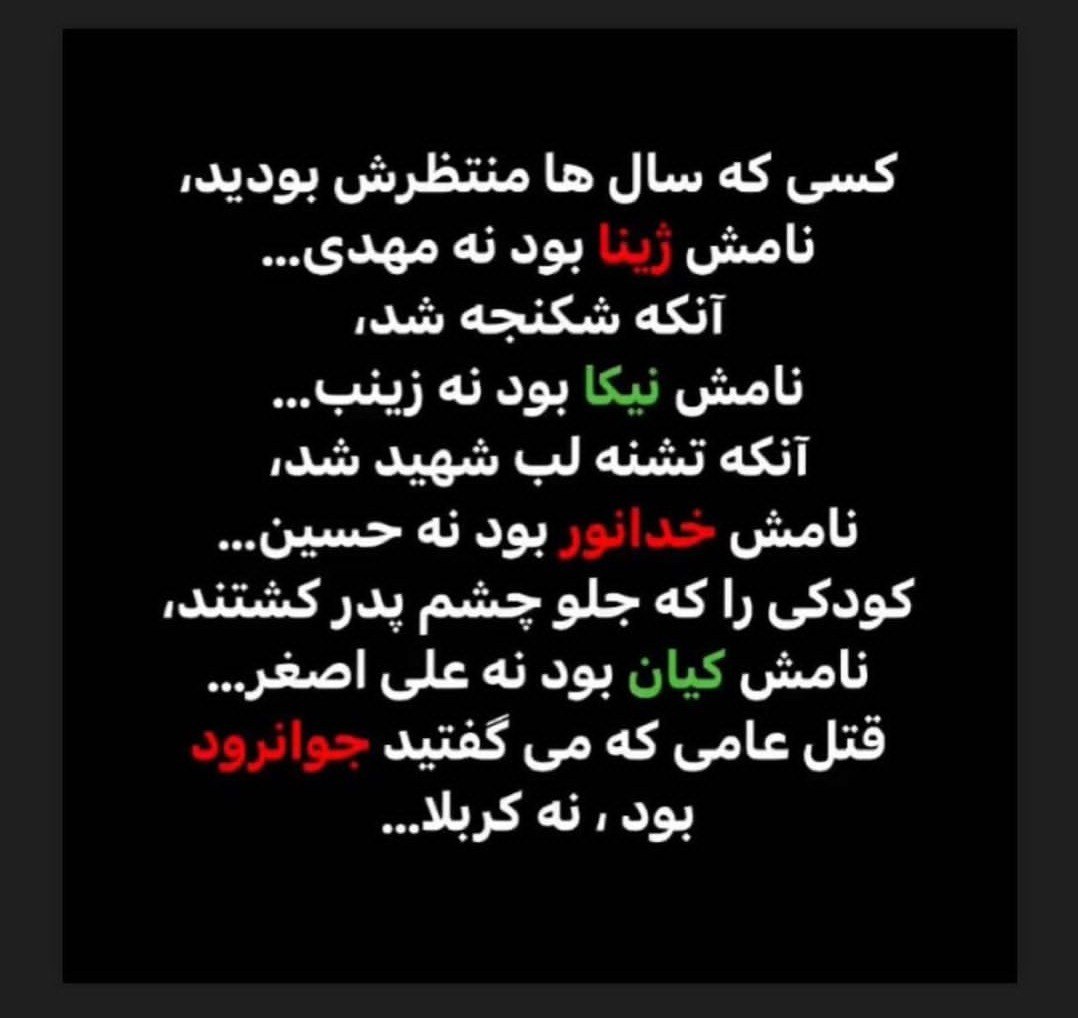 کسی که سال ها منتظرش بودید،
نامش ژینا بود نه مهدی...
آنکه شکنجه شد،
نامش نیکا بود نه زینب...
آنکه تشنه لب شهید شد،
نامش خدانور بود نه حسین...
کودکی را که جلو چشم پدر کشتند،
نامش کیان بود نه علی اصغر...
قتل عامی که می گفتید جوانرود
بود ، نه کربلا...